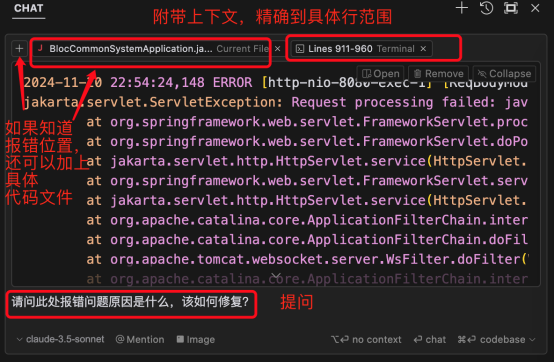 CHAT
附带上下文，精确到具体行范围
BlocCommonSystemApplication.ja... Current File
Lines 911-960 Terminal
Open Remove Collapse
2024-11-20 22:54:24,148 ERROR [http-nio-8080-exec-1] [ReqBodyMod
jakarta.servlet.ServletException: Request processing failed: jav
at org.springframework.web.servlet.FrameworkServlet.proc
at org.springframework.web.servlet.FrameworkServlet.doPo
at jakarta.servlet.http.HttpServlet.service(HttpServlet.
at org.springframework.web.servlet.FrameworkServlet.serv
at jakarta.servlet.http.HttpServlet.service(HttpServlet.
at org.apache.catalina.core.ApplicationFilterChain.inter
at org.apache.catalina.core.ApplicationFilterChain.doFil
at org.apache.tomcat.websocket.server.WsFilter.doFilter(
at org.apache.catalina.core.ApplicationFilterChain.inter
如果知道
报错位置，
还可以加上
具体
代码文件
请问此处报错问题原因是什么，该如何修复？
提问
claude-3.5-sonnet @ Mention Image
no context chat codebase